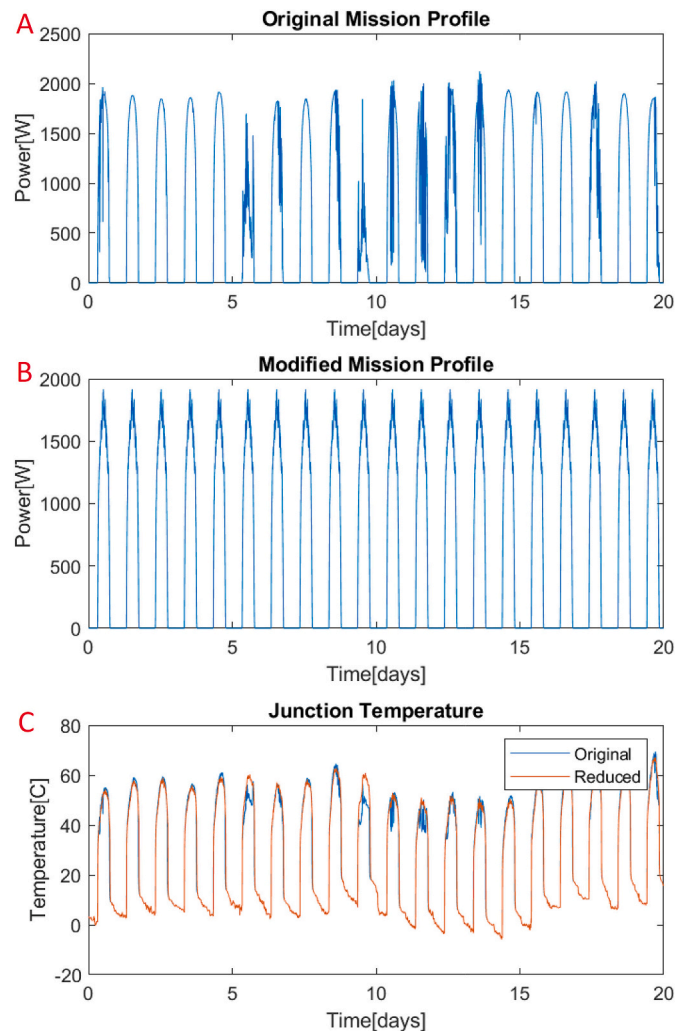 A
Original Mission Profile
Power[W]
2500
2000
1500
1000
500
0
0 5 10 15 20
Time[days]
B
Modified Mission Profile
Power[W]
2000
1500
1000
500
0
0 5 10 15 20
Time[days]
C
Junction Temperature
Temperature[C]
80
60
40
20
0
-20
Original
Reduced
0 5 10 15 20
Time[days]